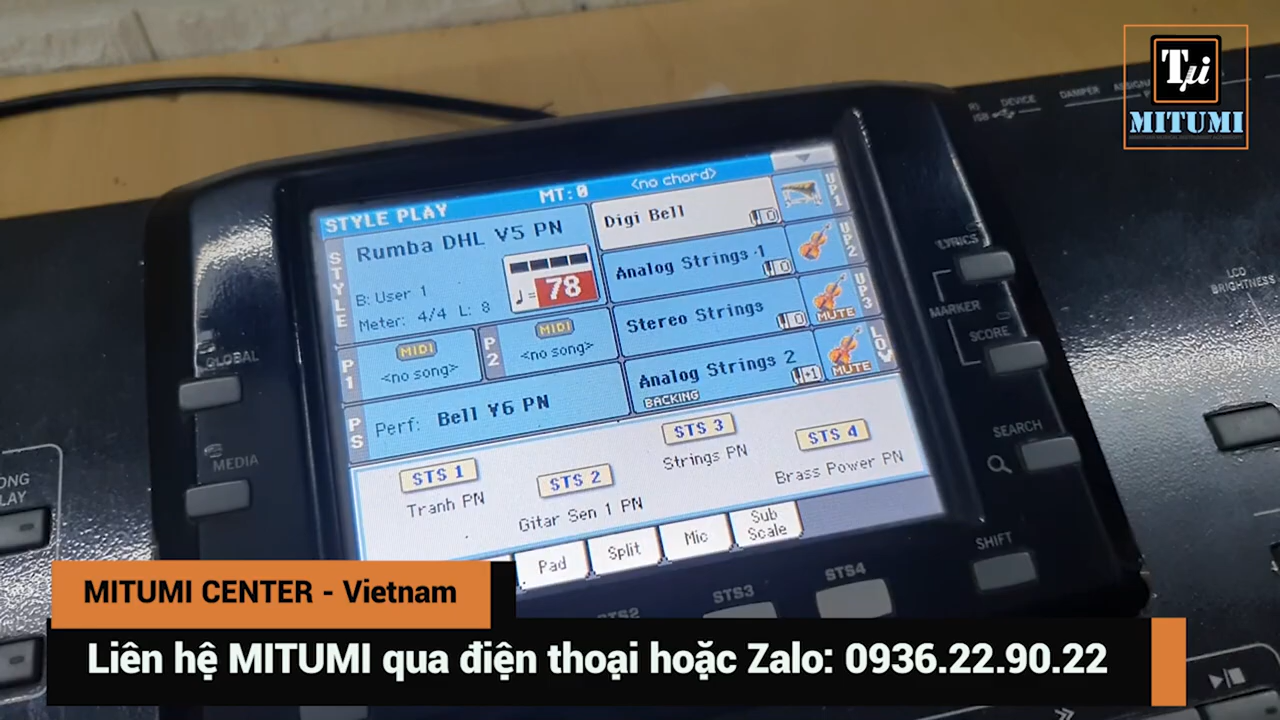 Tµi
MITUMI
DEVICE
DAMPER
STYLE PLAY
MT:0
<no chord>
STYLE
Rumba DHL V5 PN
B: User 1
Meter: 4/4 L: 8
♩= 78
Digi Bell
UP1
Analog Strings 1
UP2
Stereo Strings
MUTE
UP3
Analog Strings 2
BACKING
MUTE
LOW
P1
MIDI
<no song>
P2
MIDI
<no song>
PS
Perf: Bell V6 PN
STS 1
Tranh PN
STS 2
Gitar Sen 1 PN
STS 3
Strings PN
STS 4
Brass Power PN
Pad
Split
Mic
Sub Scale
GLOBAL
MEDIA
LYRICS
MARKER
SCORE
SEARCH
SHIFT
LCD
BRIGHTNESS
STS2
STS3
STS4
MITUMI CENTER - Vietnam
Liên hệ MITUMI qua điện thoại hoặc Zalo: 0936.22.90.22